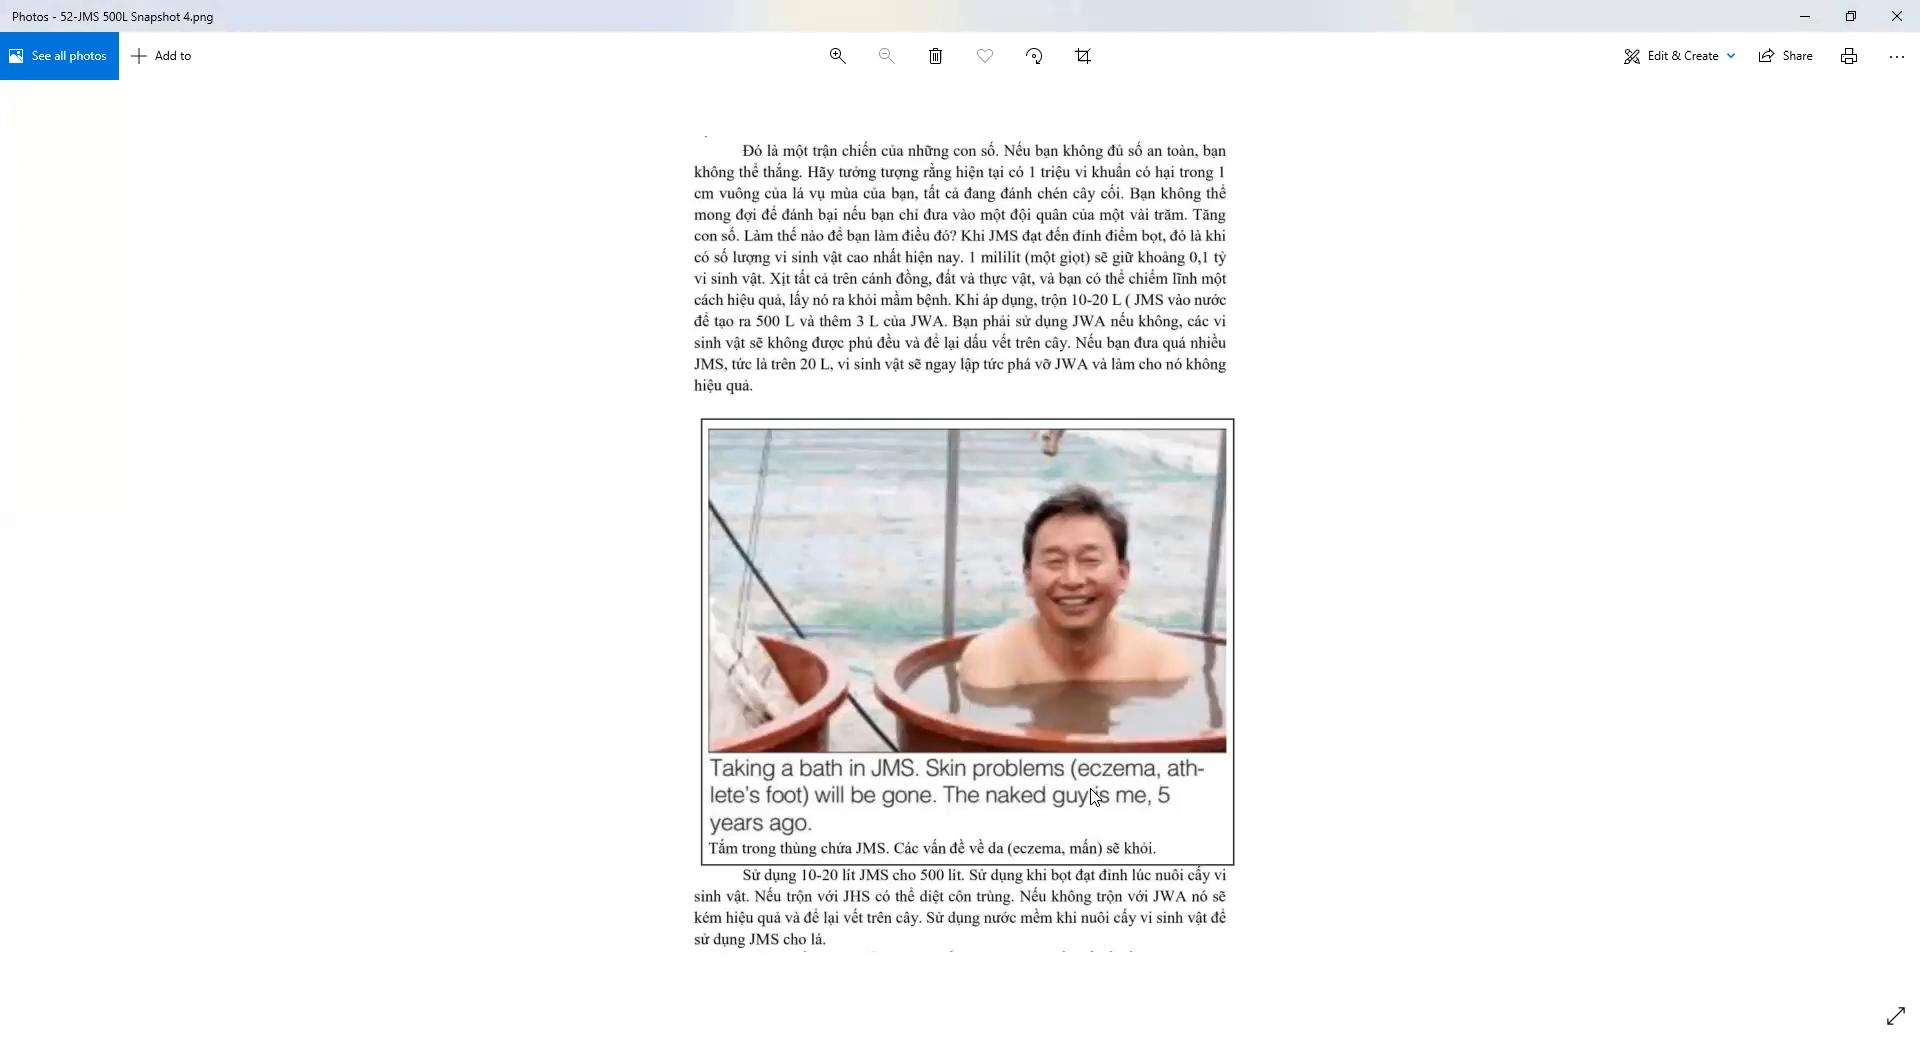 Photos - 52-JMS 500L Snapshot 4.png
See all photos
Add to
Edit & Create
Share
Đó là một trận chiến của những con số. Nếu bạn không đủ số an toàn, bạn
không thể thắng. Hãy tưởng tượng rằng hiện tại có 1 triệu vi khuẩn có hại trong 1
cm vuông của lá vụ mùa của bạn, tất cả đang đánh chén cây cối. Bạn không thể
mong đợi để đánh bại nếu bạn chỉ đưa vào một đội quân của một vài trăm. Tăng
con số. Làm thế nào để bạn làm điều đó? Khi JMS đạt đến đỉnh điểm bọt, đó là khi
có số lượng vi sinh vật cao nhất hiện nay. 1 mililit (một giọt) sẽ giữ khoảng 0,1 tỷ
vi sinh vật. Xịt tất cả trên cánh đồng, đất và thực vật, và bạn có thể chiếm lĩnh một
cách hiệu quả, lấy nó ra khỏi mầm bệnh. Khi áp dụng, trộn 10-20 L ( JMS vào nước
để tạo ra 500 L và thêm 3 L của JWA. Bạn phải sử dụng JWA nếu không, các vi
sinh vật sẽ không được phủ đều và để lại dấu vết trên cây. Nếu bạn đưa quá nhiều
JMS, tức là trên 20 L, vi sinh vật sẽ ngay lập tức phá vỡ JWA và làm cho nó không
hiệu quả.
Taking a bath in JMS. Skin problems (eczema, ath-
lete's foot) will be gone. The naked guy is me, 5
years ago.
Tắm trong thùng chứa JMS. Các vấn đề về da (eczema, mẩn) sẽ khỏi.
Sử dụng 10-20 lít JMS cho 500 lít. Sử dụng khi bọt đạt đỉnh lúc nuôi cấy vi
sinh vật. Nếu trộn với JHS có thể diệt côn trùng. Nếu không trộn với JWA nó sẽ
kém hiệu quả và để lại vết trên cây. Sử dụng nước mềm khi nuôi cấy vi sinh vật để
sử dụng JMS cho lá.